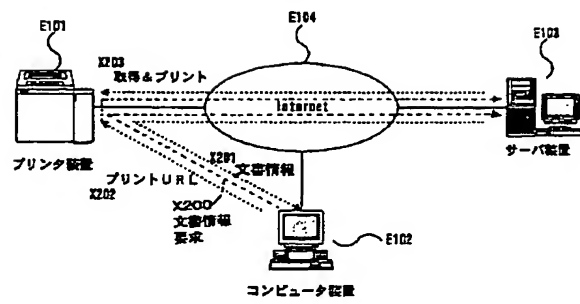 E104
E101
E103
X203
取得&プリント
Internet
プリンタ装置
サーバ装置
X201
文書情報
プリントURL
X202
X200
文書情報
要求
E102
コンピュータ装置